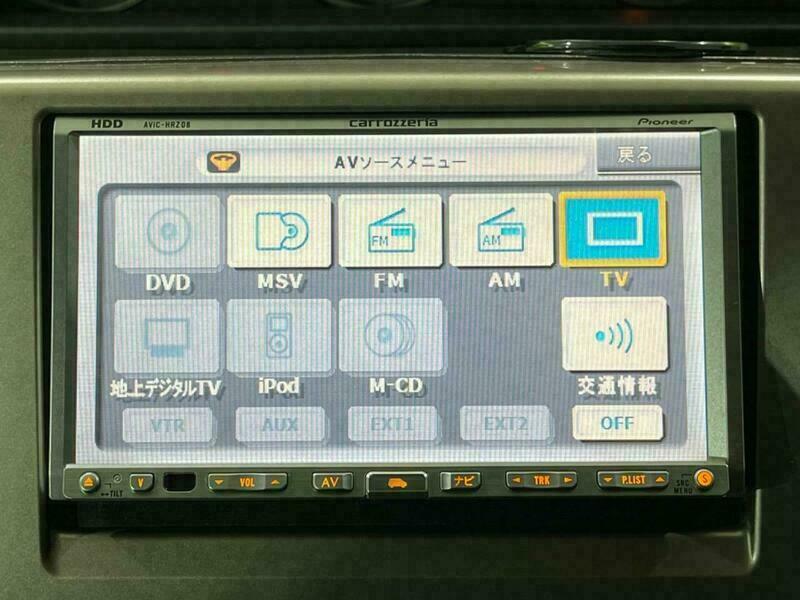 HDD AVIC-HRZ08 carrozzeria Pioneer
AVソースメニュー 戻る
FM AM
DVD MSV FM AM TV
地上デジタルTV iPod M-CD 交通情報
VTR AUX EXT1 EXT2 OFF
V VOL AV ナビ TRK P.LIST S
TILT SRC
MENU